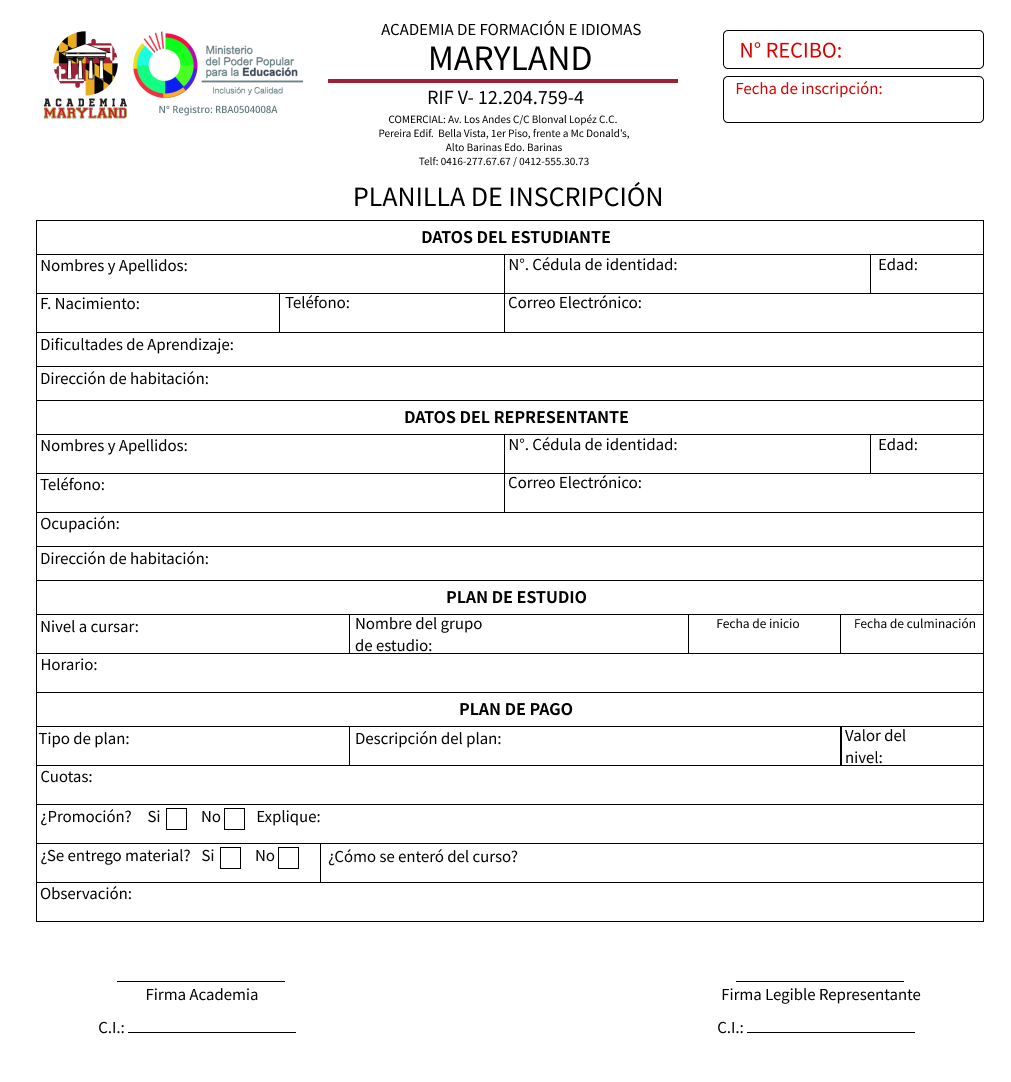 ACADEMIA
MARYLAND
Ministerio
del Poder Popular
para la Educación
Inclusión y Calidad
N° Registro: RBA0504008A
ACADEMIA DE FORMACIÓN E IDIOMAS
MARYLAND
RIF V- 12.204.759-4
COMERCIAL: Av. Los Andes C/C Blonval Lopéz C.C.
Pereira Edif. Bella Vista, 1er Piso, frente a Mc Donald's,
Alto Barinas Edo. Barinas
Telf: 0416-277.67.67 / 0412-555.30.73
N° RECIBO:
Fecha de inscripción:
PLANILLA DE INSCRIPCIÓN
DATOS DEL ESTUDIANTE
Nombres y Apellidos: N°. Cédula de identidad: Edad:
F. Nacimiento: Teléfono: Correo Electrónico:
Dificultades de Aprendizaje:
Dirección de habitación:
DATOS DEL REPRESENTANTE
Nombres y Apellidos: N°. Cédula de identidad: Edad:
Teléfono: Correo Electrónico:
Ocupación:
Dirección de habitación:
PLAN DE ESTUDIO
Nivel a cursar:
Nombre del grupo
de estudio:
Fecha de inicio
Fecha de culminación
Horario:
PLAN DE PAGO
Tipo de plan:
Descripción del plan:
Valor del
nivel:
Cuotas:
¿Promoción? Si No Explique:
¿Se entrego material? Si No ¿Cómo se enteró del curso?
Observación:
Firma Academia
C.I.:
Firma Legible Representante
C.I.: